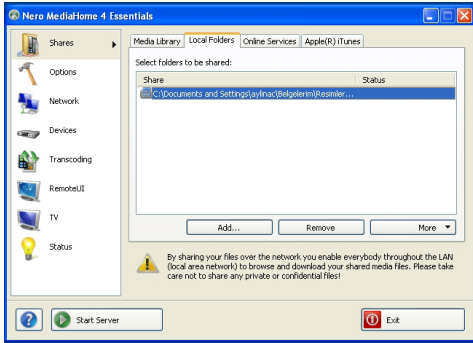 Nero MediaHome 4 Essentials
Shares
Options
Network
Devices
Transcoding
RemoteUI
TV
Status
Media Library Local Folders Online Services Apple(R) iTunes
Select folders to be shared:
Share Status
C:\Documents and Settings\aylinac\Belgelerim\Resimler...
Add... Remove More
By sharing your files over the network you enable everybody throughout the LAN
(local area network) to browse and download your shared media files. Please take
care not to share any private or confidential files!
Start Server Exit